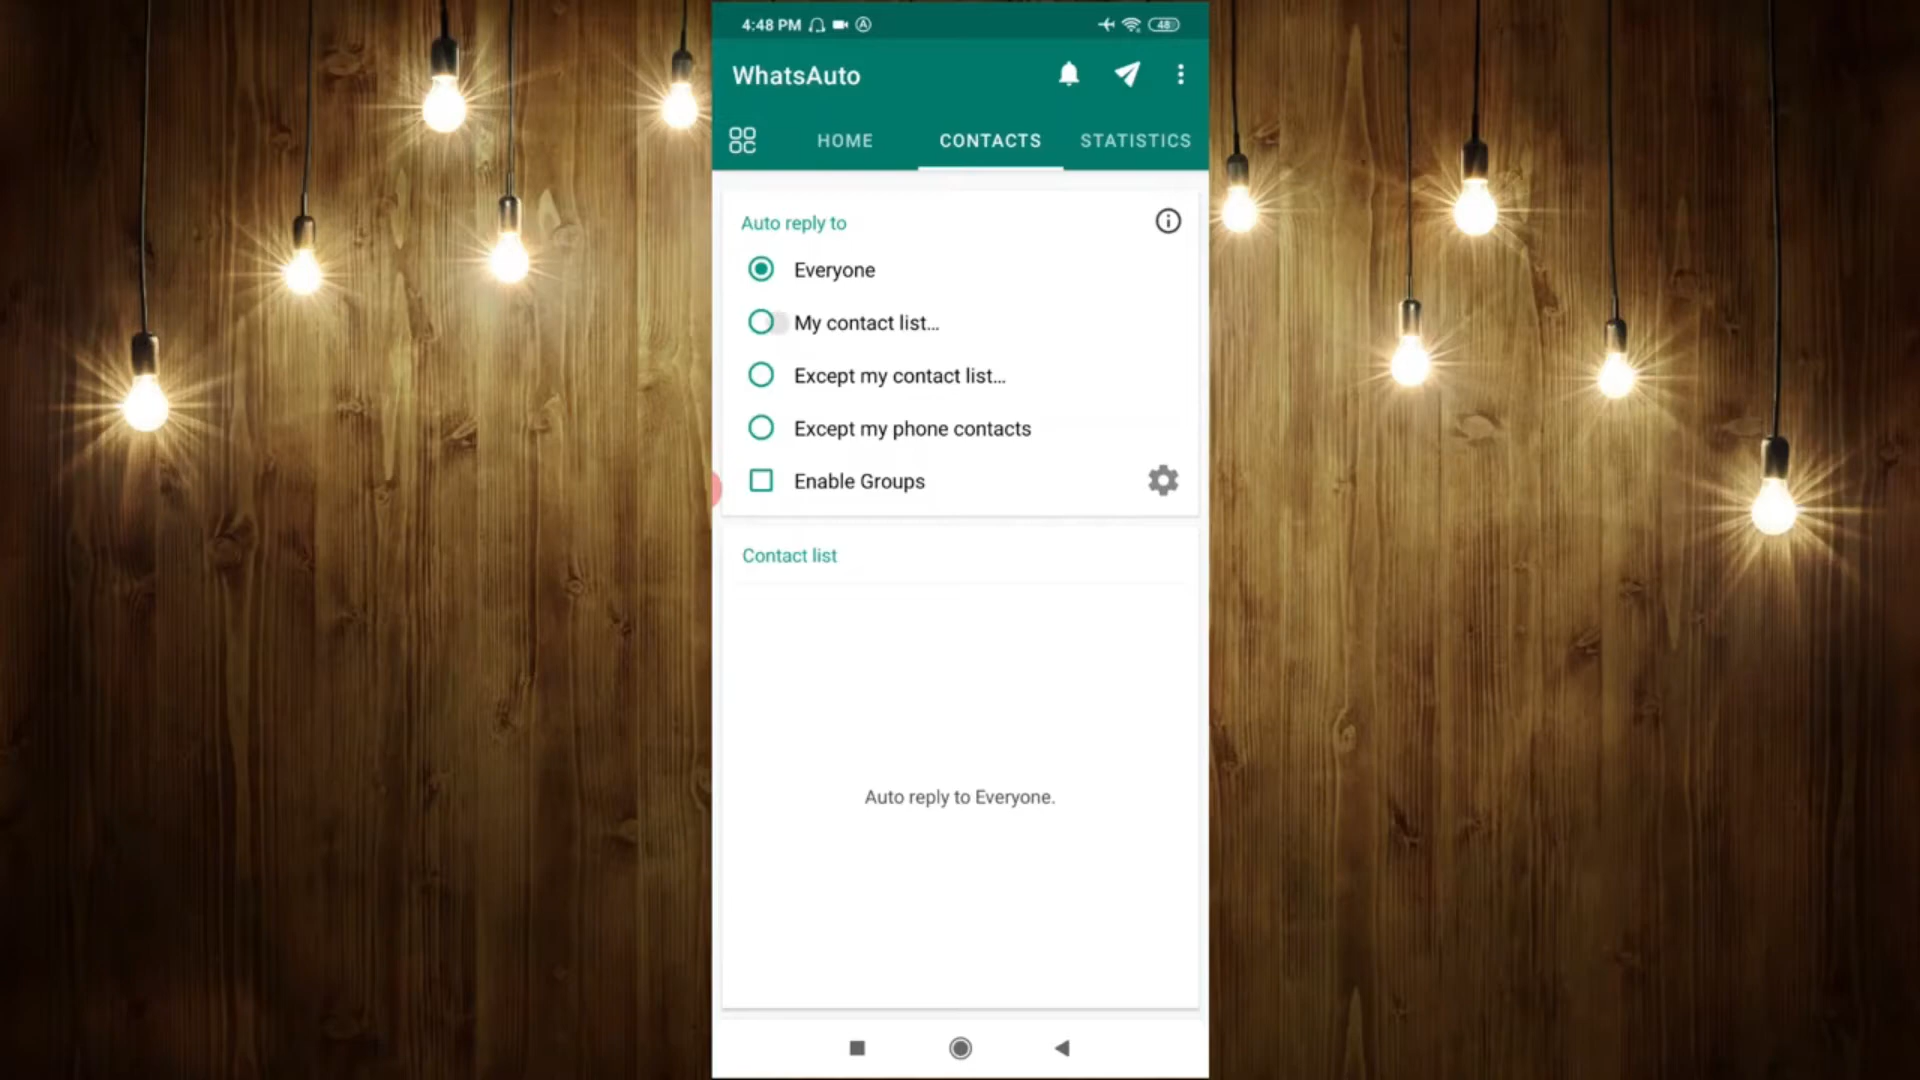 4:48 PM 48
WhatsAuto
HOME CONTACTS STATISTICS
Auto reply to
Everyone
My contact list...
Except my contact list...
Except my phone contacts
Enable Groups
Contact list
Auto reply to Everyone.